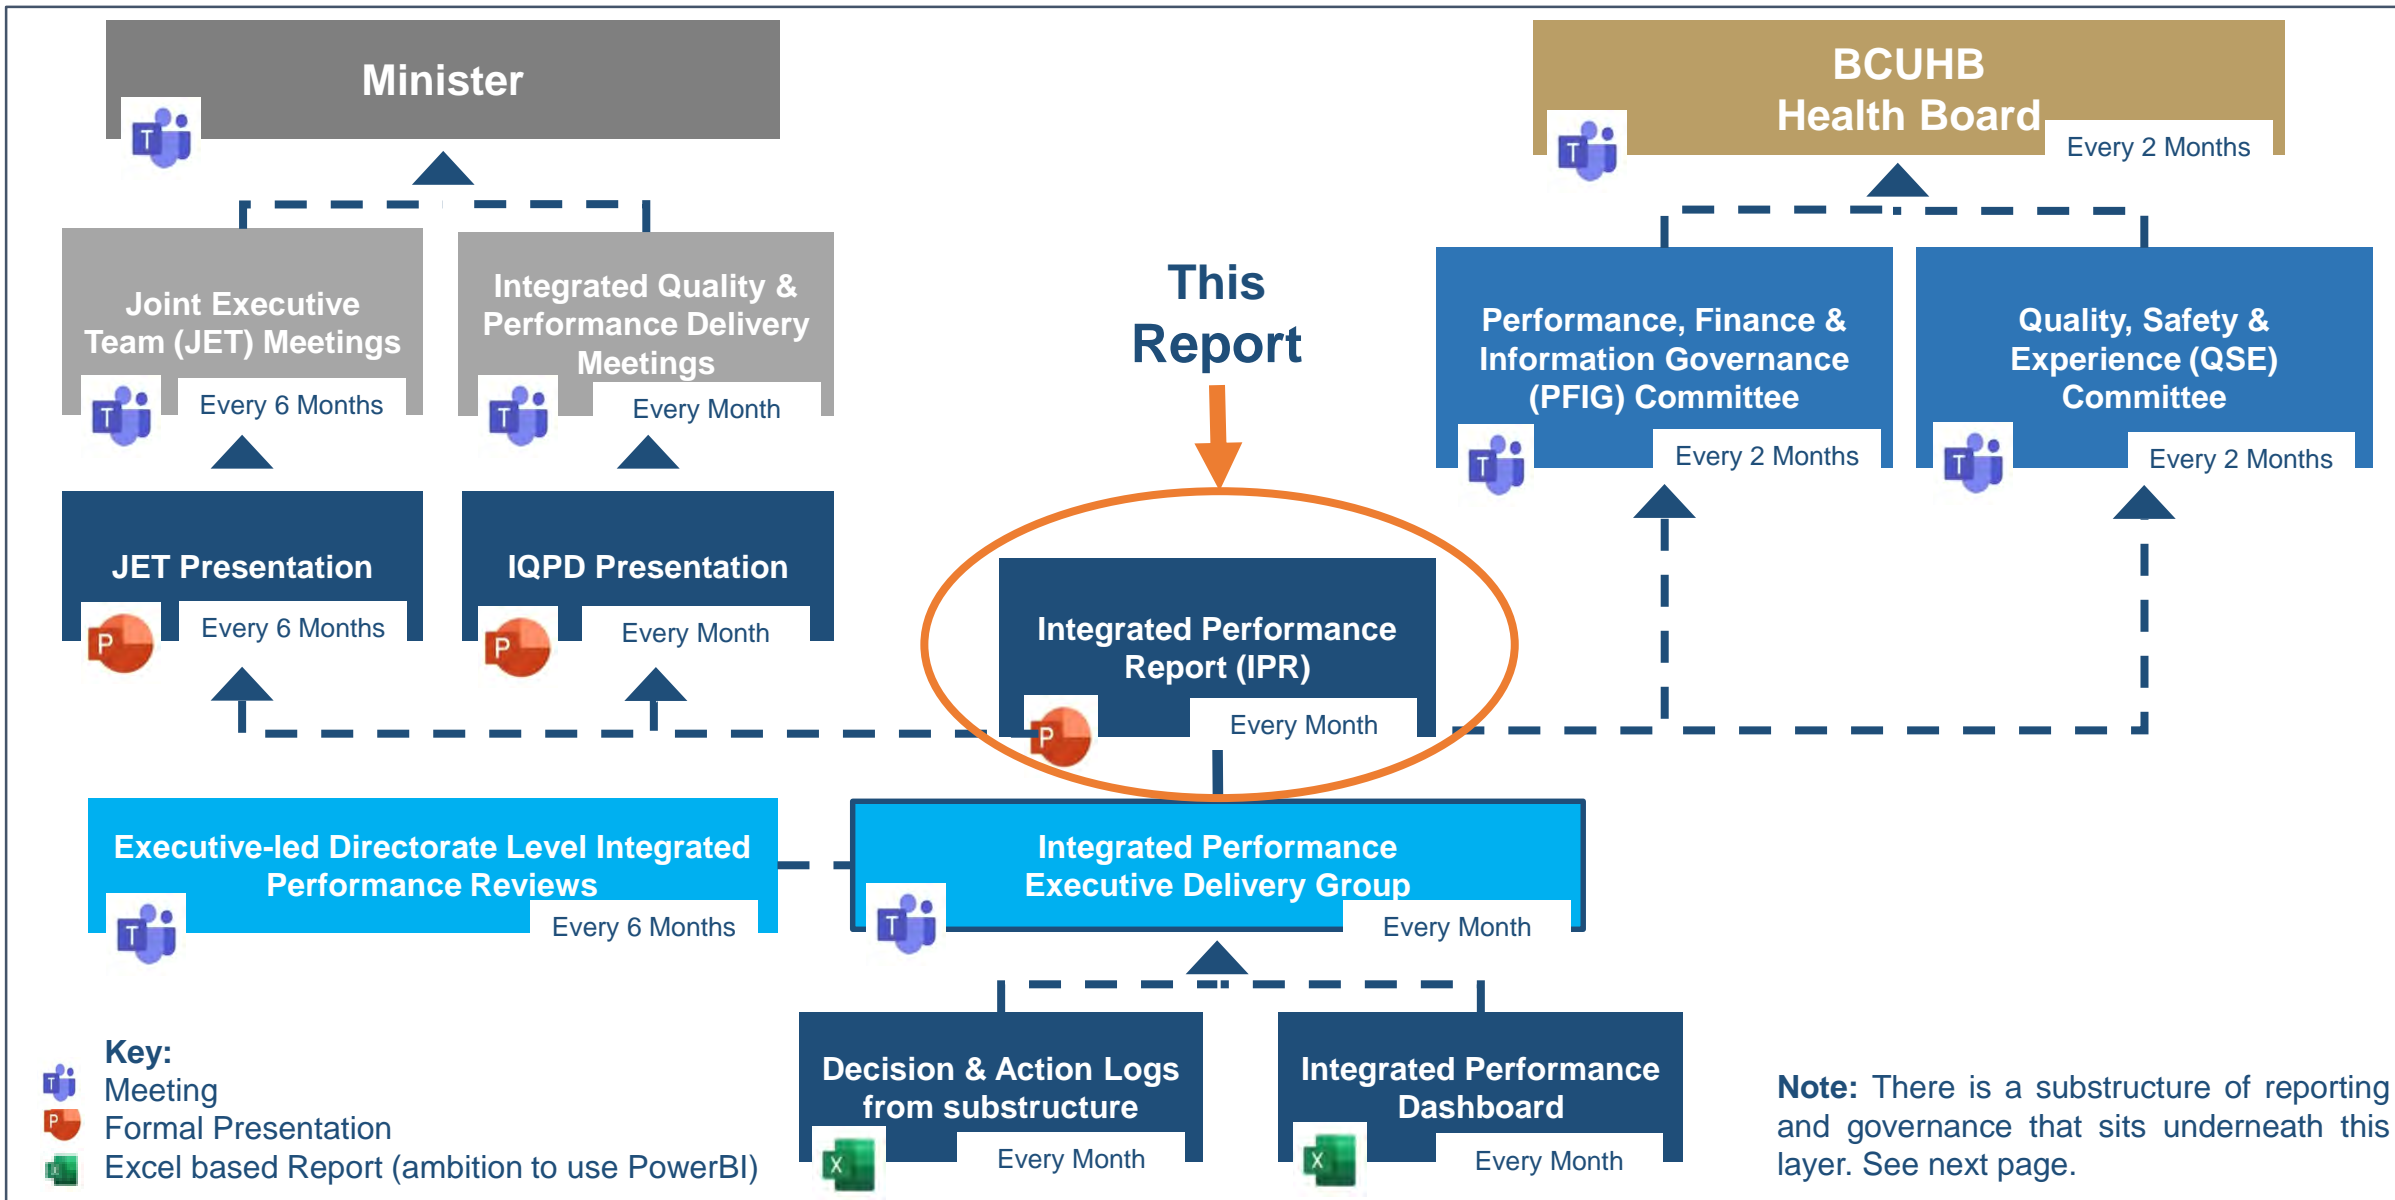 Minister
BCUHB
Health Board
Every 2 Months
Joint Executive
Team (JET) Meetings
Every 6 Months
Integrated Quality &
Performance Delivery
Meetings
Every Month
This
Report
Performance, Finance &
Information Governance
(PFIG) Committee
Every 2 Months
Quality, Safety &
Experience (QSE)
Committee
Every 2 Months
JET Presentation
Every 6 Months
IQPD Presentation
Every Month
Integrated Performance
Report (IPR)
Every Month
Executive-led Directorate Level Integrated
Performance Reviews
Every 6 Months
Integrated Performance
Executive Delivery Group
Every Month
Decision & Action Logs
from substructure
Every Month
Integrated Performance
Dashboard
Every Month
Key:
Meeting
Formal Presentation
Excel based Report (ambition to use PowerBI)
Note: There is a substructure of reporting
and governance that sits underneath this
layer. See next page.